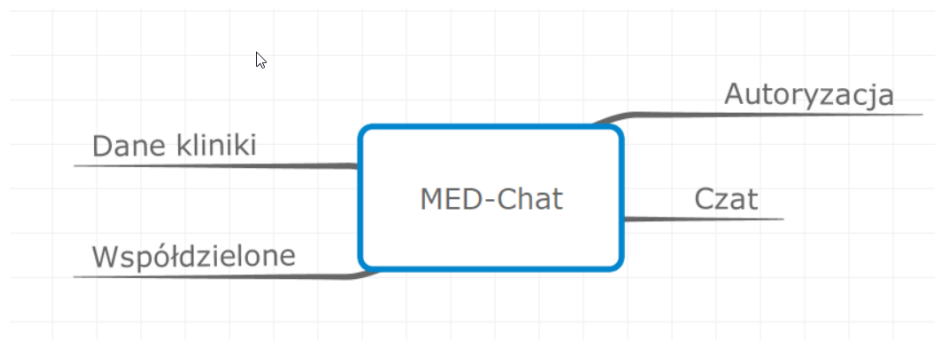 Autoryzacja
Dane kliniki
MED-Chat
Czat
Współdzielone